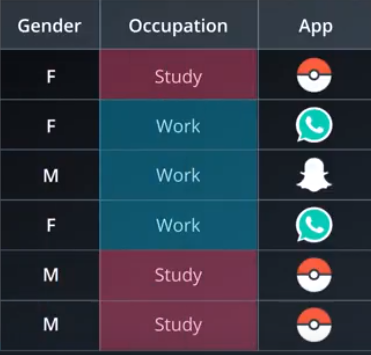 Gender Occupation App
F Study
F Work
M Work
F Work
M Study
M Study